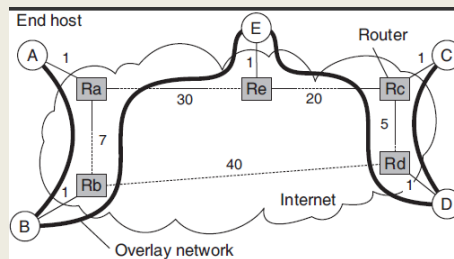 End host
E
A
1
Router
C
1
1
Ra
Re
Rc
30
20
7
5
40
Rd
1
Rb
1
B
Internet
D
Overlay network